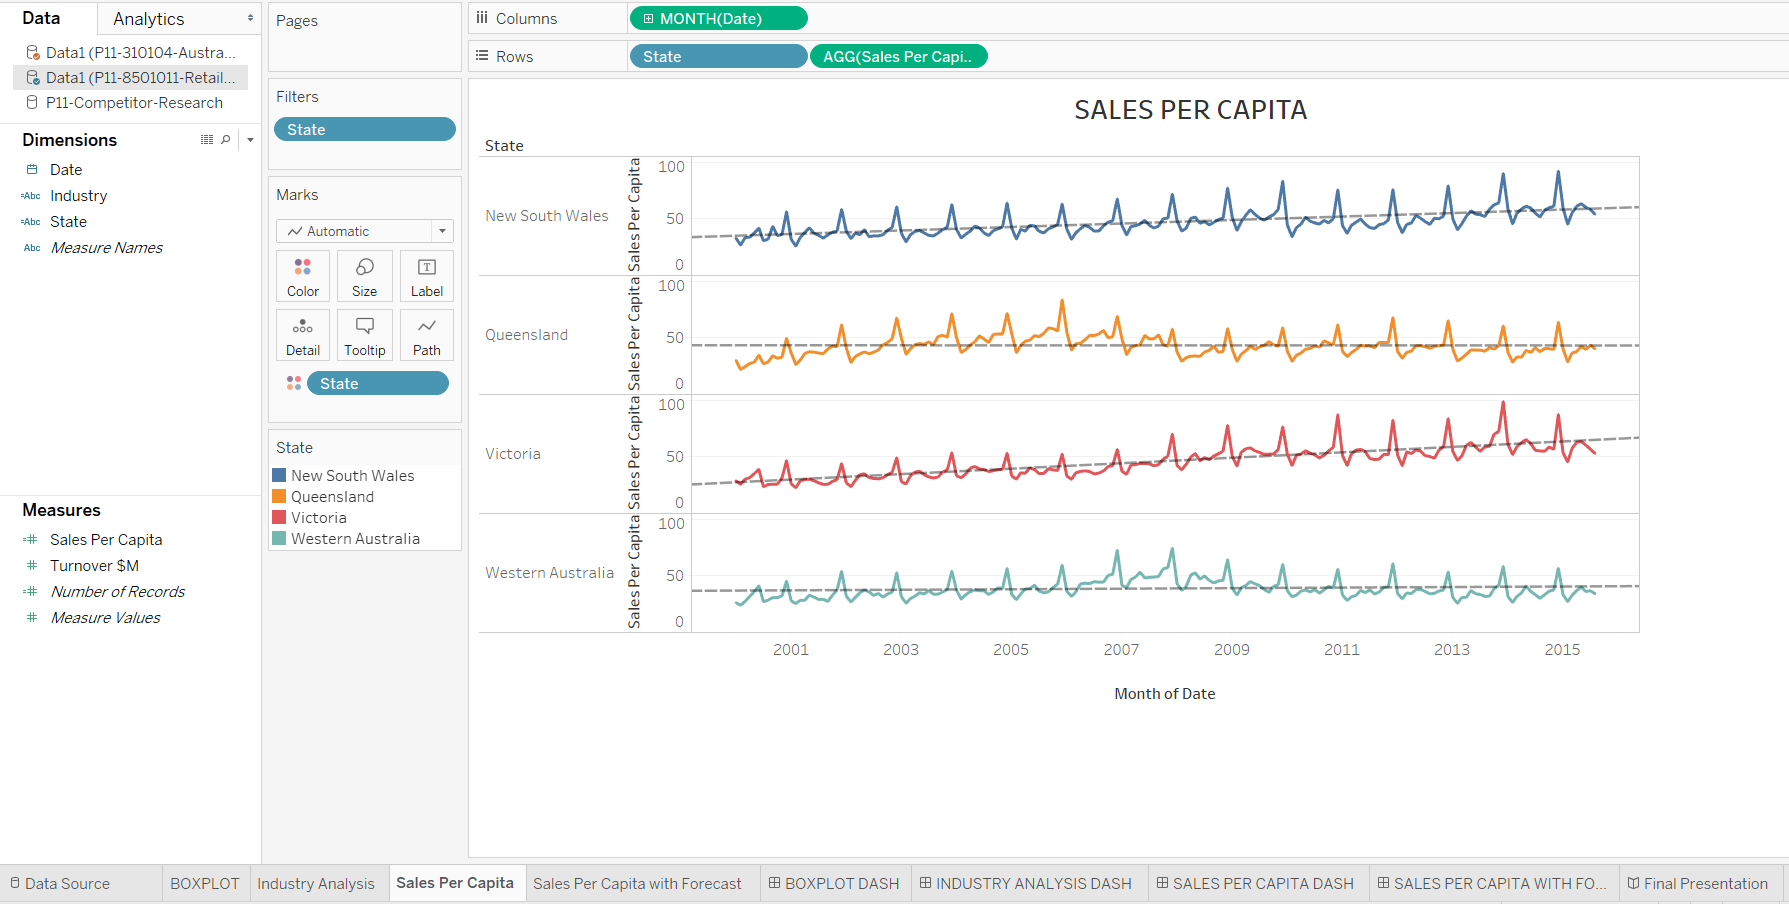 Data
Analytics
Data1 (P11-310104-Austra...
Data1 (P11-8501011-Retail...
P11-Competitor-Research
Dimensions
Date
=Abc Industry
=Abc State
Abc Measure Names
Measures
=# Sales Per Capita
# Turnover $M
=# Number of Records
# Measure Values
Pages
Filters
State
Marks
Automatic
Color Size Label
Detail Tooltip Path
State
State
New South Wales
Queensland
Victoria
Western Australia
Columns
MONTH(Date)
Rows
State
AGG(Sales Per Capi..
SALES PER CAPITA
State
New South Wales
Sales Per Capita
100
50
0
Queensland
Sales Per Capita
100
50
0
Victoria
Sales Per Capita
100
50
0
Western Australia
Sales Per Capita
100
50
0
2001 2003 2005 2007 2009 2011 2013 2015
Month of Date
Data Source
BOXPLOT
Industry Analysis
Sales Per Capita
Sales Per Capita with Forecast
BOXPLOT DASH
INDUSTRY ANALYSIS DASH
SALES PER CAPITA DASH
SALES PER CAPITA WITH FO...
Final Presentation